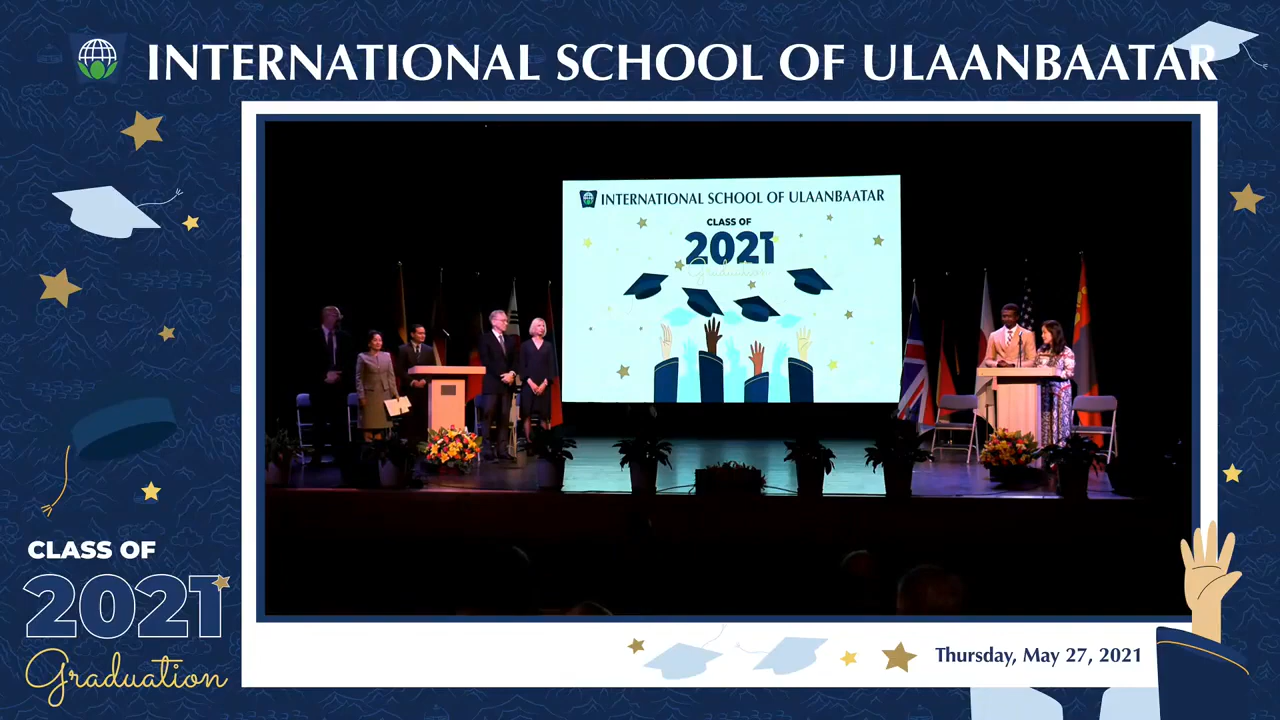 INTERNATIONAL SCHOOL OF ULAANBAATAR
INTERNATIONAL SCHOOL OF ULAANBAATAR
CLASS OF
2021
Graduation
CLASS OF
2021
Graduation
Thursday, May 27, 2021